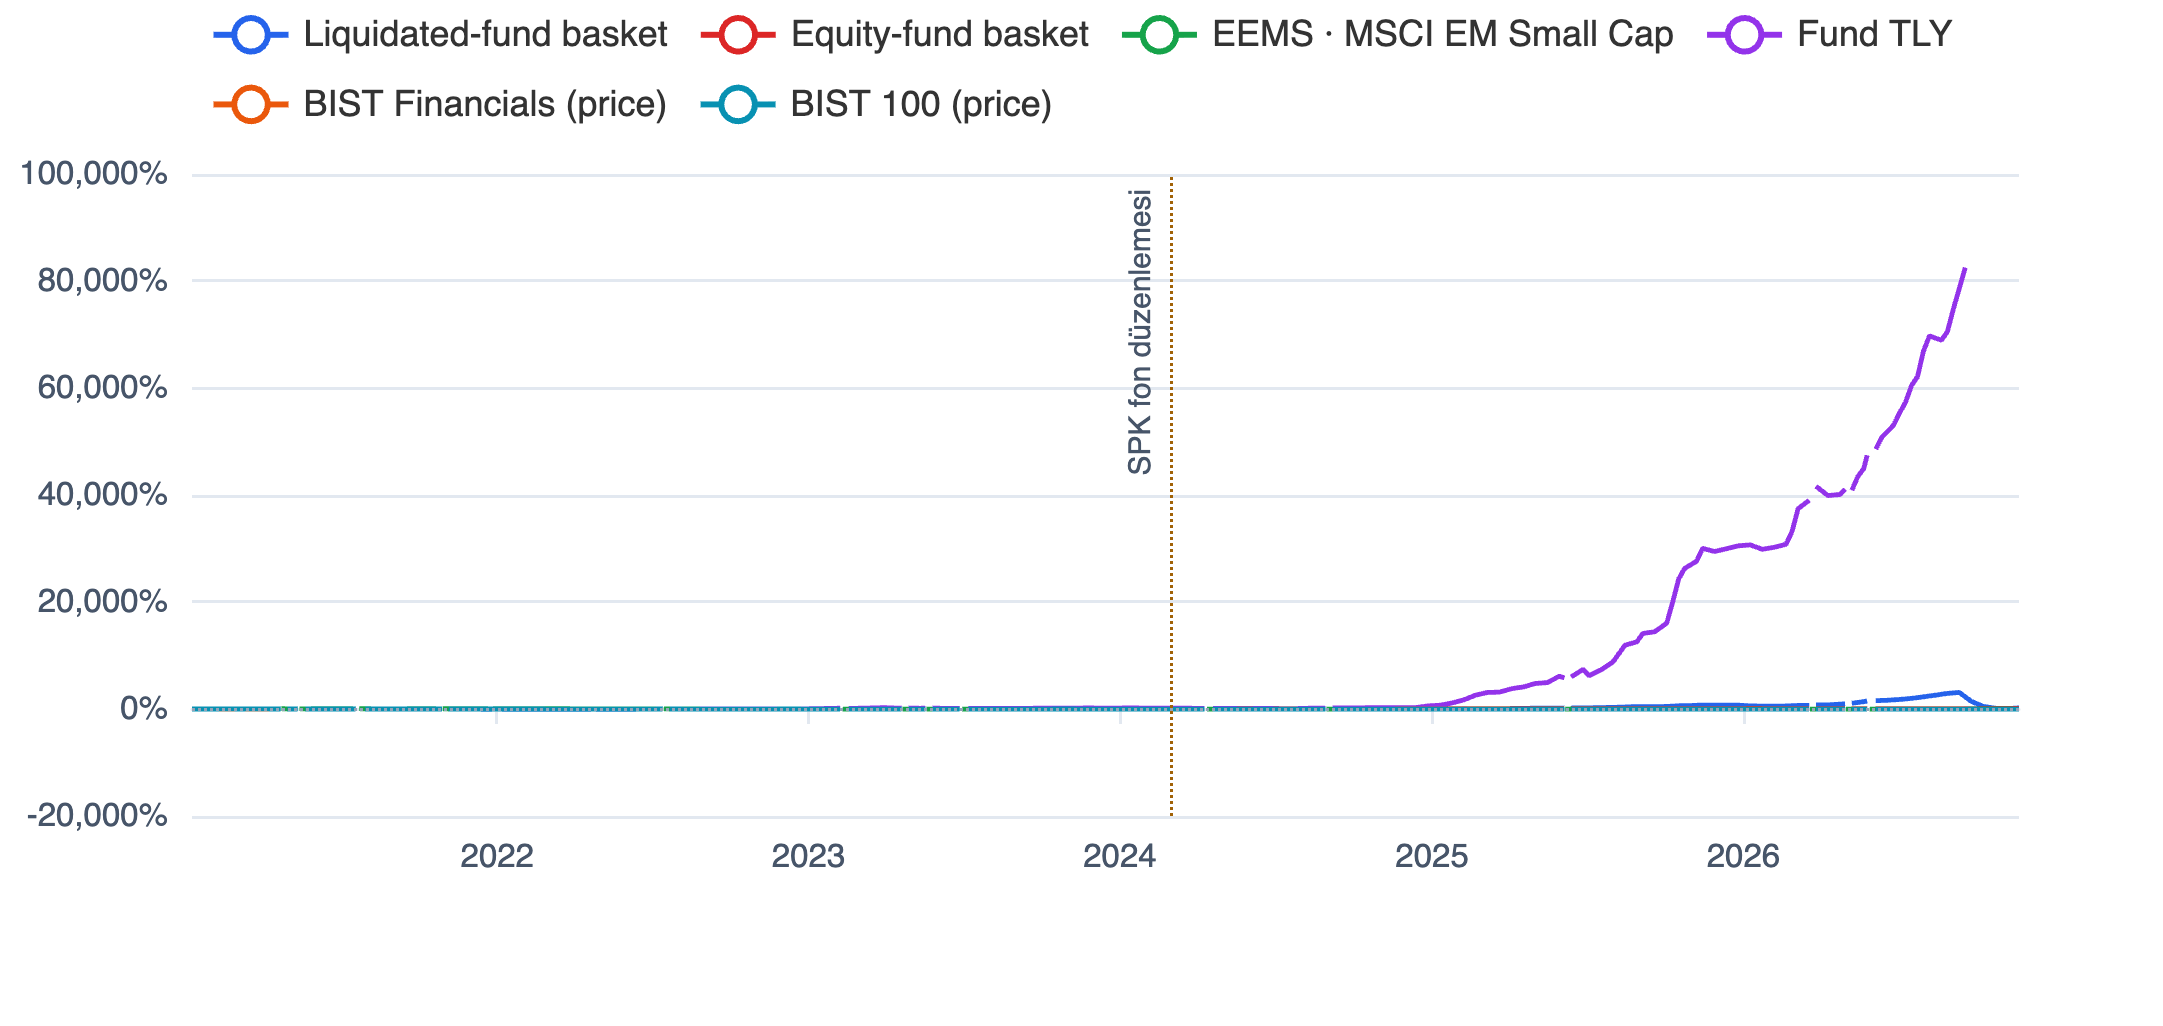 Liquidated-fund basket Equity-fund basket EEMS · MSCI EM Small Cap Fund TLY
BIST Financials (price) BIST 100 (price)
100,000%
80,000%
60,000%
40,000%
20,000%
0%
-20,000%
SPK fon düzenlemesi
2022 2023 2024 2025 2026